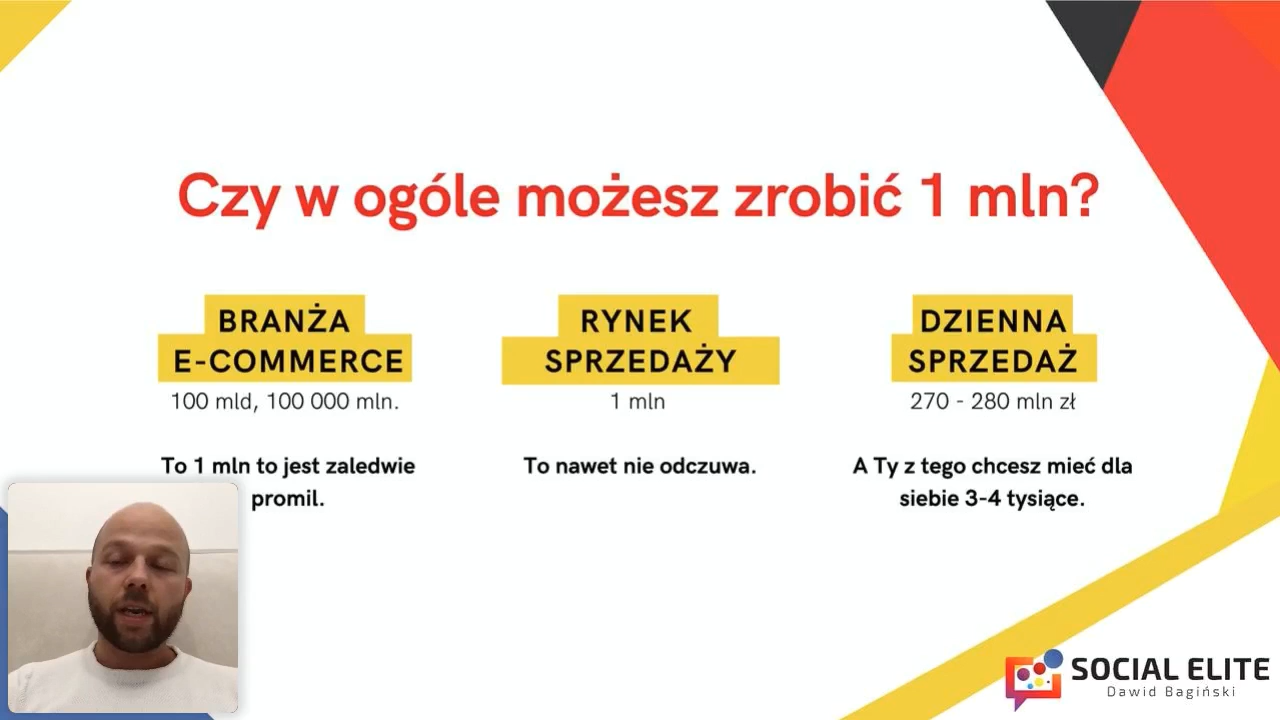 Czy w ogóle możesz zrobić 1 mln?
BRANŻA
E-COMMERCE
100 mld, 100 000 mln.
To 1 mln to jest zaledwie
promil.
RYNEK
SPRZEDAŻY
1 mln
To nawet nie odczuwa.
DZIENNA
SPRZEDAŻ
270 - 280 mln zł
A Ty z tego chcesz mieć dla
siebie 3-4 tysiące.
SOCIAL ELITE
Dawid Bagiński